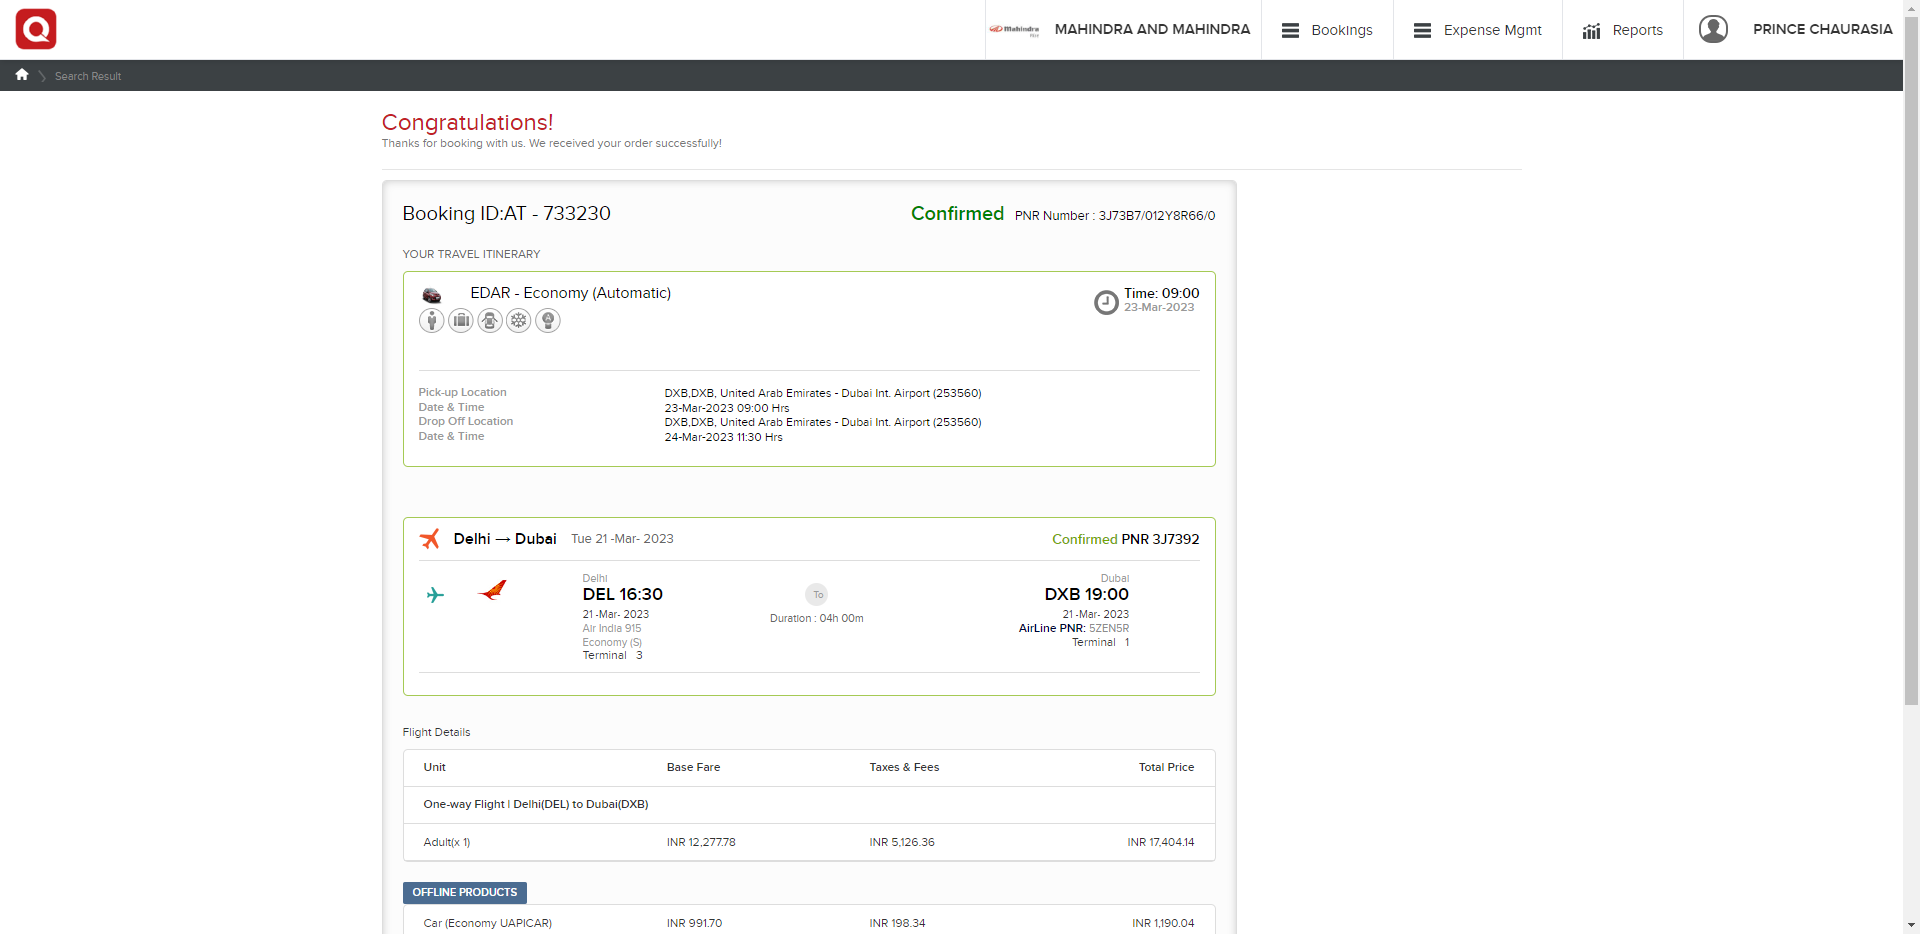 Mahindra
MAHINDRA AND MAHINDRA
Bookings
Expense Mgmt
Reports
PRINCE CHAURASIA
Search Result
Congratulations!
Thanks for booking with us. We received your order successfully!
Booking ID:AT - 733230
Confirmed PNR Number : 3J73B7/012Y8R66/0
YOUR TRAVEL ITINERARY
EDAR - Economy (Automatic)
Time: 09:00
23-Mar-2023
Pick-up Location DXB,DXB, United Arab Emirates - Dubai Int. Airport (253560)
Date & Time 23-Mar-2023 09:00 Hrs
Drop Off Location DXB,DXB, United Arab Emirates - Dubai Int. Airport (253560)
Date & Time 24-Mar-2023 11:30 Hrs
Delhi → Dubai Tue 21 -Mar- 2023 Confirmed PNR 3J7392
Delhi
DEL 16:30
21 -Mar- 2023
Air India 915
Economy (S)
Terminal 3
To
Duration : 04h 00m
Dubai
DXB 19:00
21 -Mar- 2023
AirLine PNR: 5ZEN5R
Terminal 1
Flight Details
Unit Base Fare Taxes & Fees Total Price
One-way Flight | Delhi(DEL) to Dubai(DXB)
Adult(x 1) INR 12,277.78 INR 5,126.36 INR 17,404.14
OFFLINE PRODUCTS
Car (Economy UAPICAR) INR 991.70 INR 198.34 INR 1,190.04